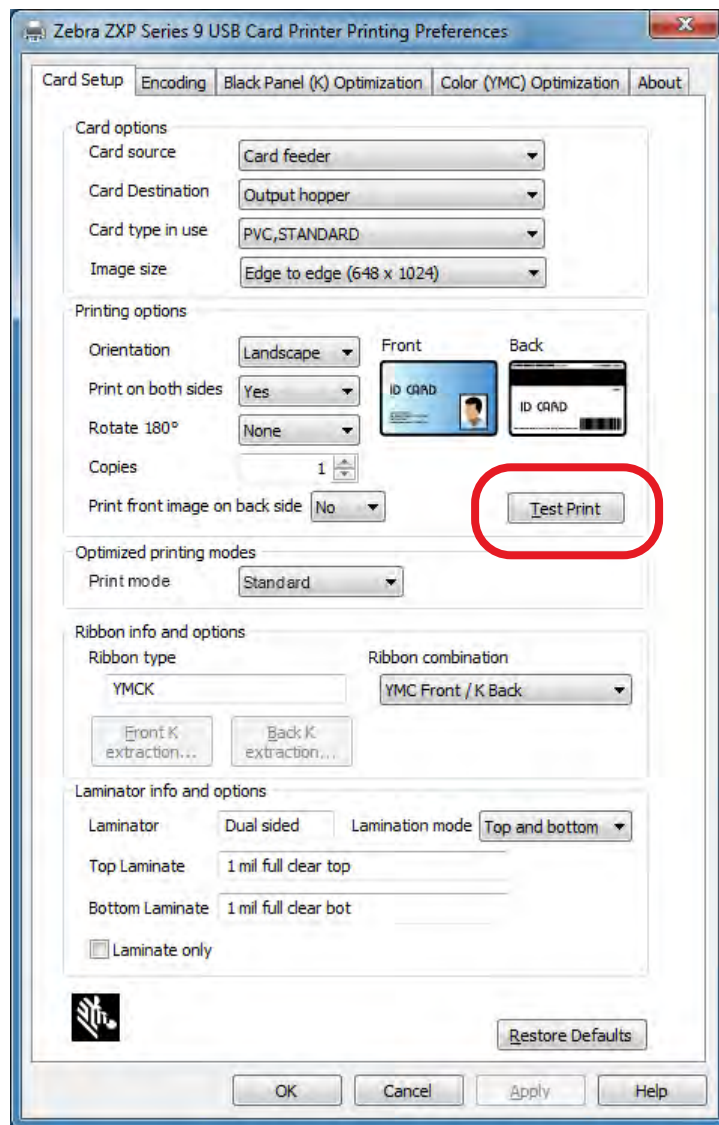 Zebra ZXP Series 9 USB Card Printer Printing Preferences
Card Setup Encoding Black Panel (K) Optimization Color (YMC) Optimization About
Card options
Card source Card feeder
Card Destination Output hopper
Card type in use PVC,STANDARD
Image size Edge to edge (648 x 1024)
Printing options
Orientation Landscape Front Back
Print on both sides Yes ID CARD ID CARD
Rotate 180° None
Copies 1
Print front image on back side No Test Print
Optimized printing modes
Print mode Standard
Ribbon info and options
Ribbon type Ribbon combination
YMCK YMC Front / K Back
Front K extraction... Back K extraction...
Laminator info and options
Laminator Dual sided Lamination mode Top and bottom
Top Laminate 1 mil full clear top
Bottom Laminate 1 mil full clear bot
Laminate only
Restore Defaults
OK Cancel Apply Help